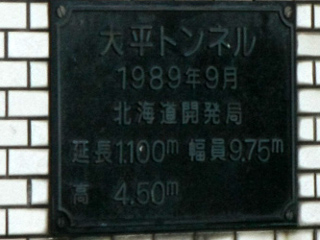 大平トンネル
1989年9月
北海道開発局
延長1,100m 幅員9.75m
高 4.50m